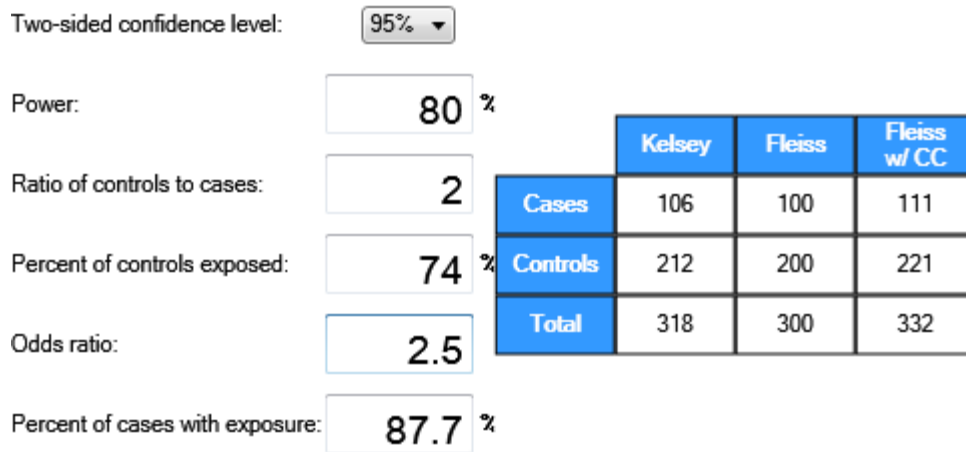 Two-sided confidence level: 95%
Power: 80 %
Ratio of controls to cases: 2
Percent of controls exposed: 74 %
Odds ratio: 2.5
Percent of cases with exposure: 87.7 %
Kelsey Fleiss Fleiss w/ CC
Cases 106 100 111
Controls 212 200 221
Total 318 300 332